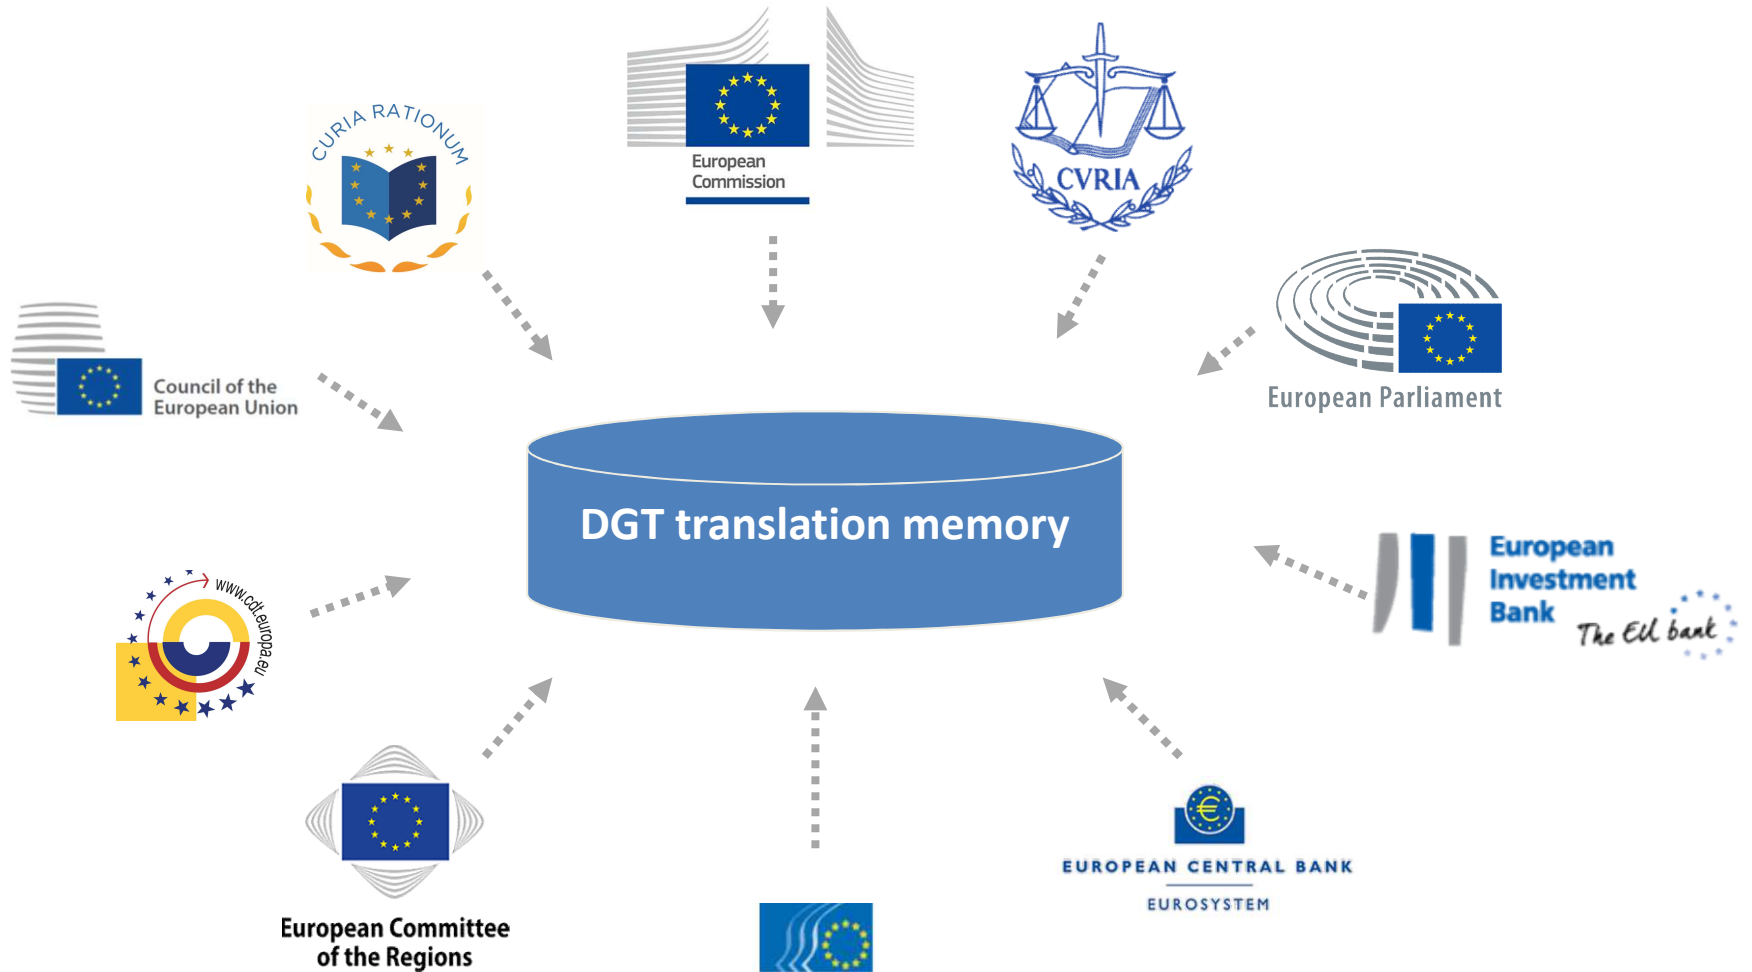 CURIA RATIONUM
European
Commission
CVRIA
Council of the
European Union
European Parliament
DGT translation memory
European
Investment
Bank
The EU bank
www.cdt.europa.eu
€
EUROPEAN CENTRAL BANK
EUROSYSTEM
European Committee
of the Regions